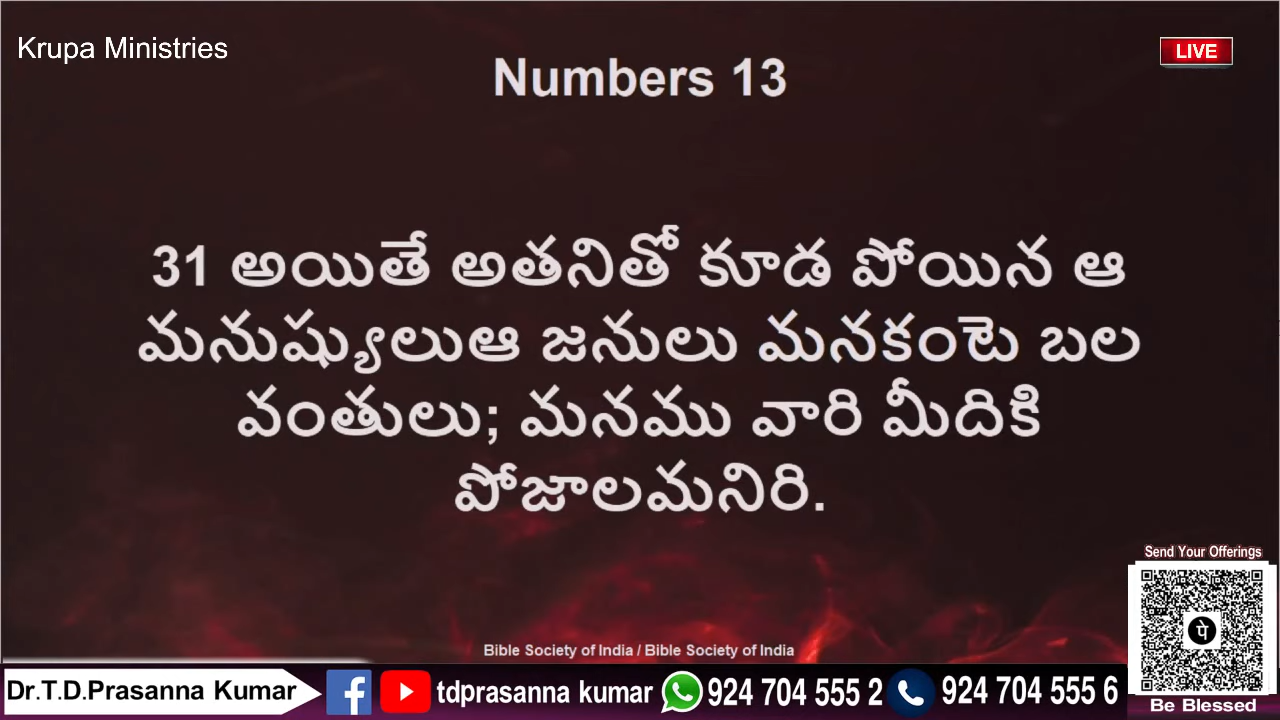 Krupa Ministries
LIVE
Numbers 13
31 అయితే అతనితో కూడ పోయిన ఆ
మనుష్యులుఆ జనులు మనకంటె బల
వంతులు; మనము వారి మీదికి
పోజాలమనిరి.
Send Your Offerings
पे
Bible Society of India / Bible Society of India
Dr.T.D.Prasanna Kumar
tdprasanna kumar
924 704 555 2
924 704 555 6
Be Blessed